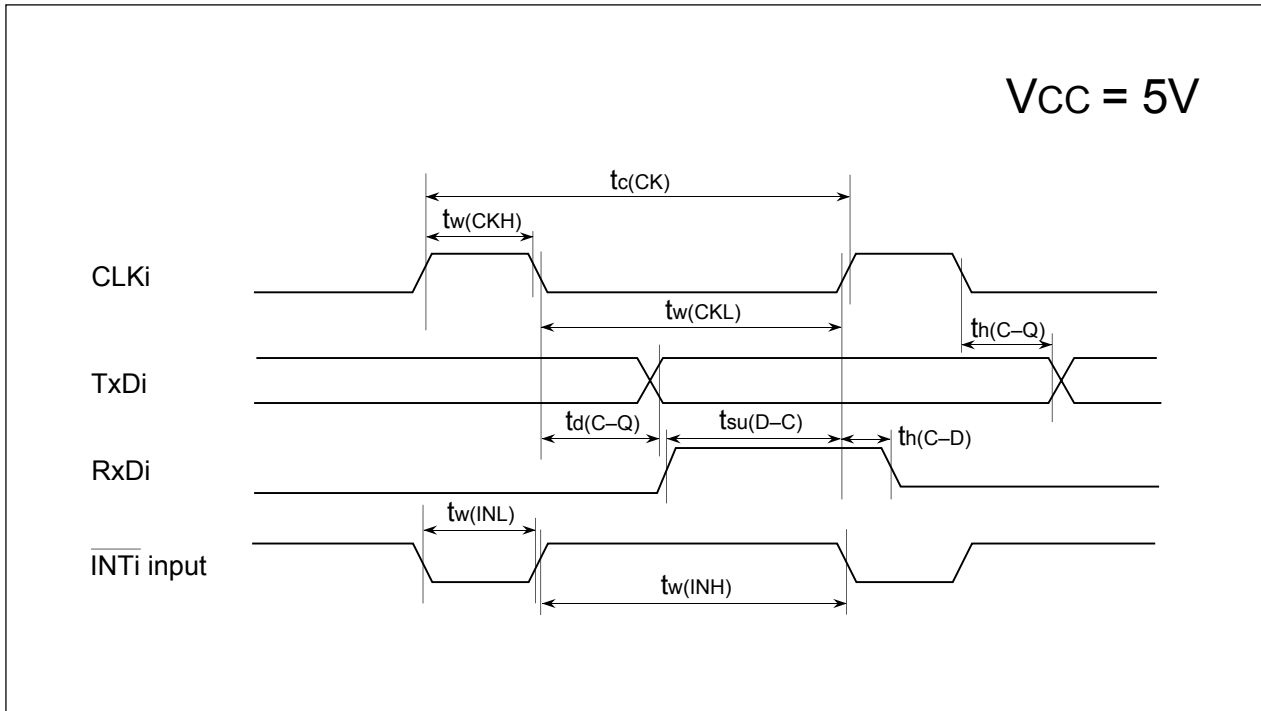 VCC = 5V
tc(CK)
tw(CKH)
CLKi
tw(CKL)
th(C–Q)
TxDi
td(C–Q)
tsu(D–C)
th(C–D)
RxDi
tw(INL)
INTi input
tw(INH)